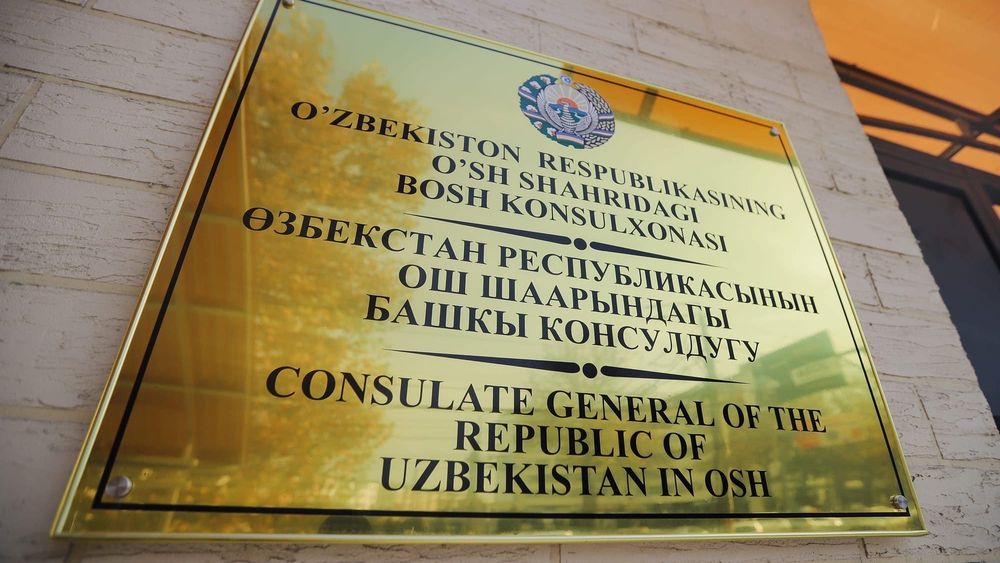 O'ZBEKISTON RESPUBLIKASINING
O'SH SHAHRIDAGI
BOSH KONSULXONASI
ӨЗБЕКСТАН РЕСПУБЛИКАСЫНЫН
ОШ ШААРЫНДАГЫ
БАШКЫ КОНСУЛДУГУ
CONSULATE GENERAL OF THE
REPUBLIC OF
UZBEKISTAN IN OSH